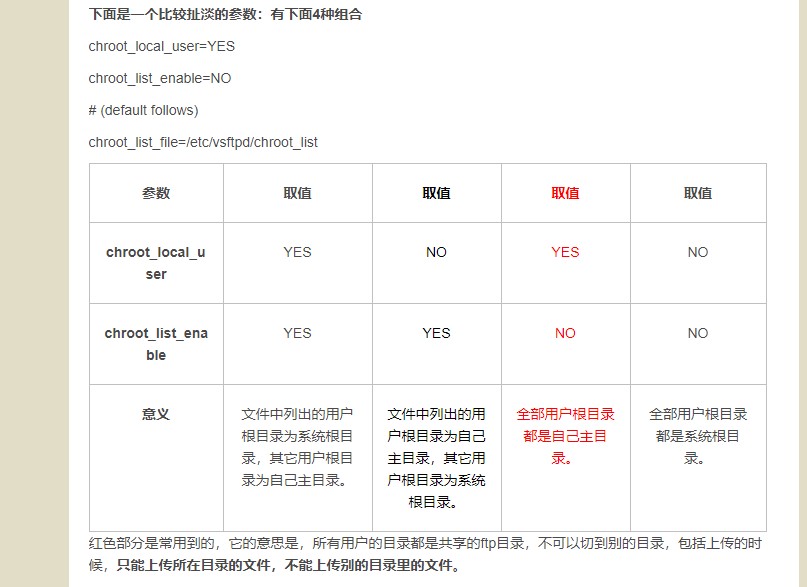 下面是一个比较扯淡的参数：有下面4种组合
chroot_local_user=YES
chroot_list_enable=NO
# (default follows)
chroot_list_file=/etc/vsftpd/chroot_list
参数 取值 取值 取值 取值
chroot_local_u
ser
YES NO YES NO
chroot_list_ena
ble
YES YES NO NO
意义
文件中列出的用户
根目录为系统根目
录，其它用户根目
录为自己主目录。
文件中列出的用
户根目录为自己
主目录，其它用
户根目录为系统
根目录。
全部用户根目录
都是自己主目
录。
全部用户根目录
都是系统根目
录。
红色部分是常用到的，它的意思是，所有用户的目录都是共享的ftp目录，不可以切到别的目录，包括上传的时
候，只能上传所在目录的文件，不能上传别的目录里的文件。